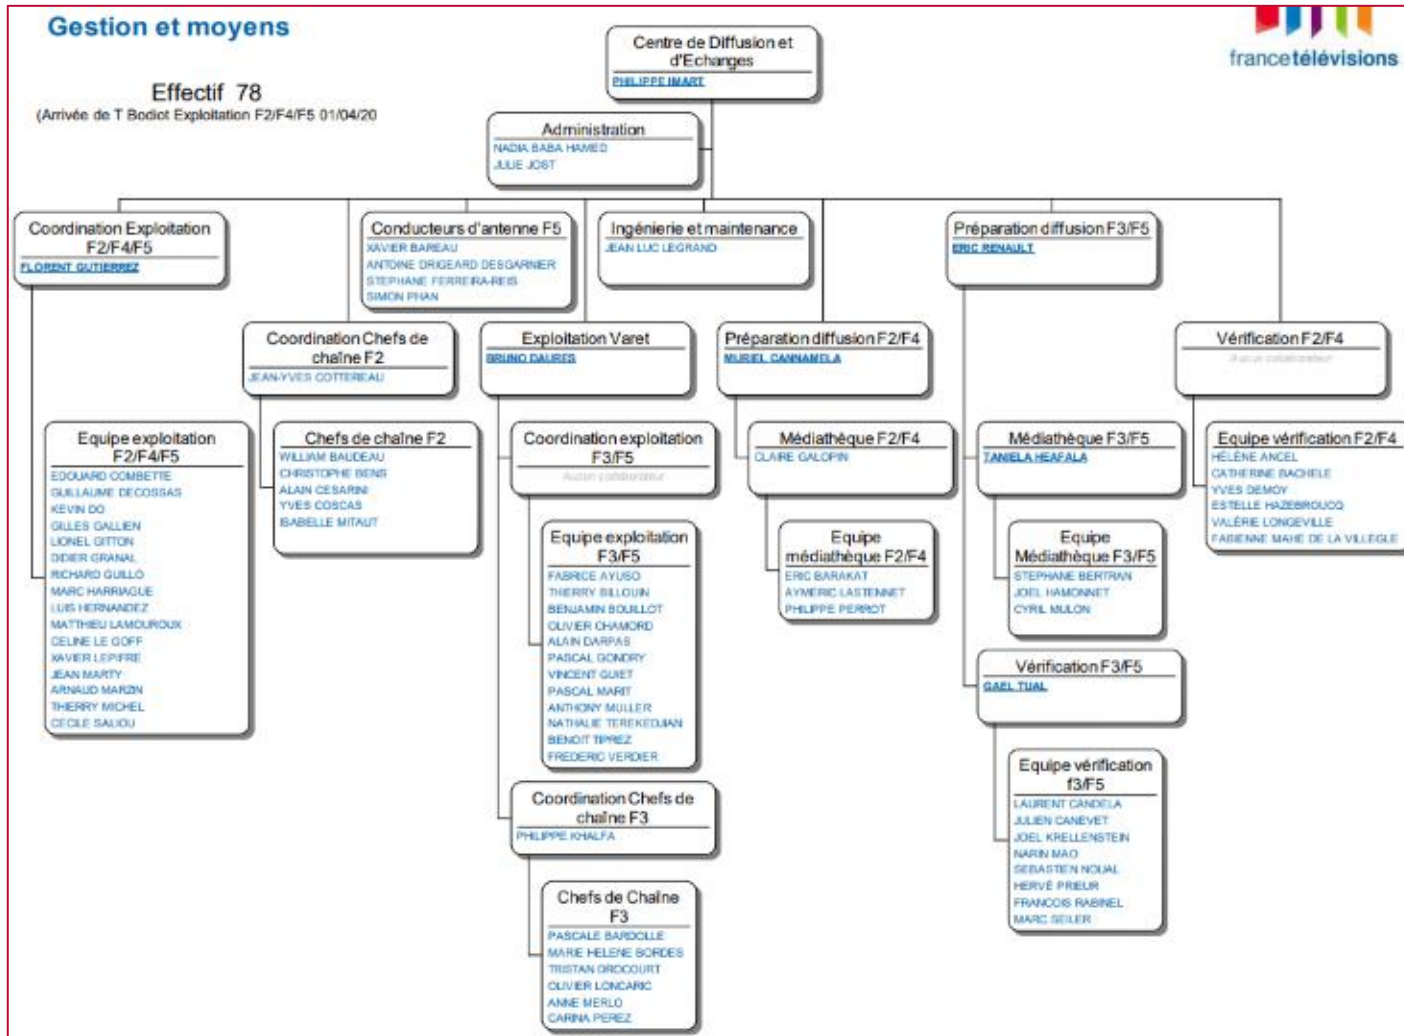 Gestion et moyens
francetélévisions
Effectif 78
(Arrivée de T Bodiot Exploitation F2/F4/F5 01/04/20
Centre de Diffusion et
d'Echanges
PHILIPPE IMART
Administration
NADIA BABA HAMED
JULIE JOST
Coordination Exploitation
F2/F4/F5
FLORENT GUTIERREZ
Conducteurs d'antenne F5
XAVIER BAREAU
ANTOINE DRIGEARD DESGARNIER
STEPHANE FERREIRA-REIS
SIMON PHAN
Ingénierie et maintenance
JEAN LUC LEGRAND
Préparation diffusion F3/F5
ERIC RENAULT
Coordination Chefs de
chaîne F2
JEAN-YVES COTTEREAU
Exploitation Varet
BRUNO DAURES
Préparation diffusion F2/F4
MURIEL CANNAMELA
Vérification F2/F4
Aucun collaborateur
Equipe exploitation
F2/F4/F5
EDOUARD COMBETTE
GUILLAUME DECOSSAS
KEVIN DO
GILLES GALLIEN
LIONEL GITTON
DIDIER GRANAL
RICHARD GUILLO
MARC HARRIAGUE
LUIS HERNANDEZ
MATTHIEU LAMOUROUX
CELINE LE GOFF
XAVIER LEPIFRE
JEAN MARTY
ARNAUD MARZIN
THIERRY MICHEL
CECILE SALIOU
Chefs de chaîne F2
WILLIAM BAUDEAU
CHRISTOPHE BENS
ALAIN CESARINI
YVES COSCAS
ISABELLE MITAUT
Coordination exploitation
F3/F5
Aucun collaborateur
Equipe exploitation
F3/F5
FABRICE AYUSO
THIERRY BILLOUIN
BENJAMIN BOUILLOT
OLIVIER CHAMORD
ALAIN DARPAS
PASCAL GONDRY
VINCENT GUIET
PASCAL MARIT
ANTHONY MULLER
NATHALIE TEREKEDJIAN
BENOIT TIPREZ
FREDERIC VERDIER
Coordination Chefs de
chaîne F3
PHILIPPE KHALFA
Chefs de Chaîne
F3
PASCALE BARDOLLE
MARIE HELENE BORDES
TRISTAN DROCOURT
OLIVIER LONCARIC
ANNE MERLO
CARINA PEREZ
Médiathèque F2/F4
CLAIRE GALOPIN
Equipe
médiathèque F2/F4
ERIC BARAKAT
AYMERIC LASTENNET
PHILIPPE PERROT
Médiathèque F3/F5
TANIELA HEAFALA
Equipe
Médiathèque F3/F5
STEPHANE BERTRAN
JOEL HAMONNET
CYRIL MULON
Vérification F3/F5
GAEL TUAL
Equipe vérification
f3/F5
LAURENT CANDELA
JULIEN CANEVET
JOEL KRELLENSTEIN
NARIN MAO
SEBASTIEN NOUAL
HERVÉ PRIEUR
FRANCOIS RABINEL
MARC SEILER
Equipe vérification F2/F4
HÉLÈNE ANCEL
CATHERINE BACHELE
YVES DEMOY
ESTELLE HAZEBROUCQ
VALÉRIE LONGEVILLE
FABIENNE MAHE DE LA VILLEGLE